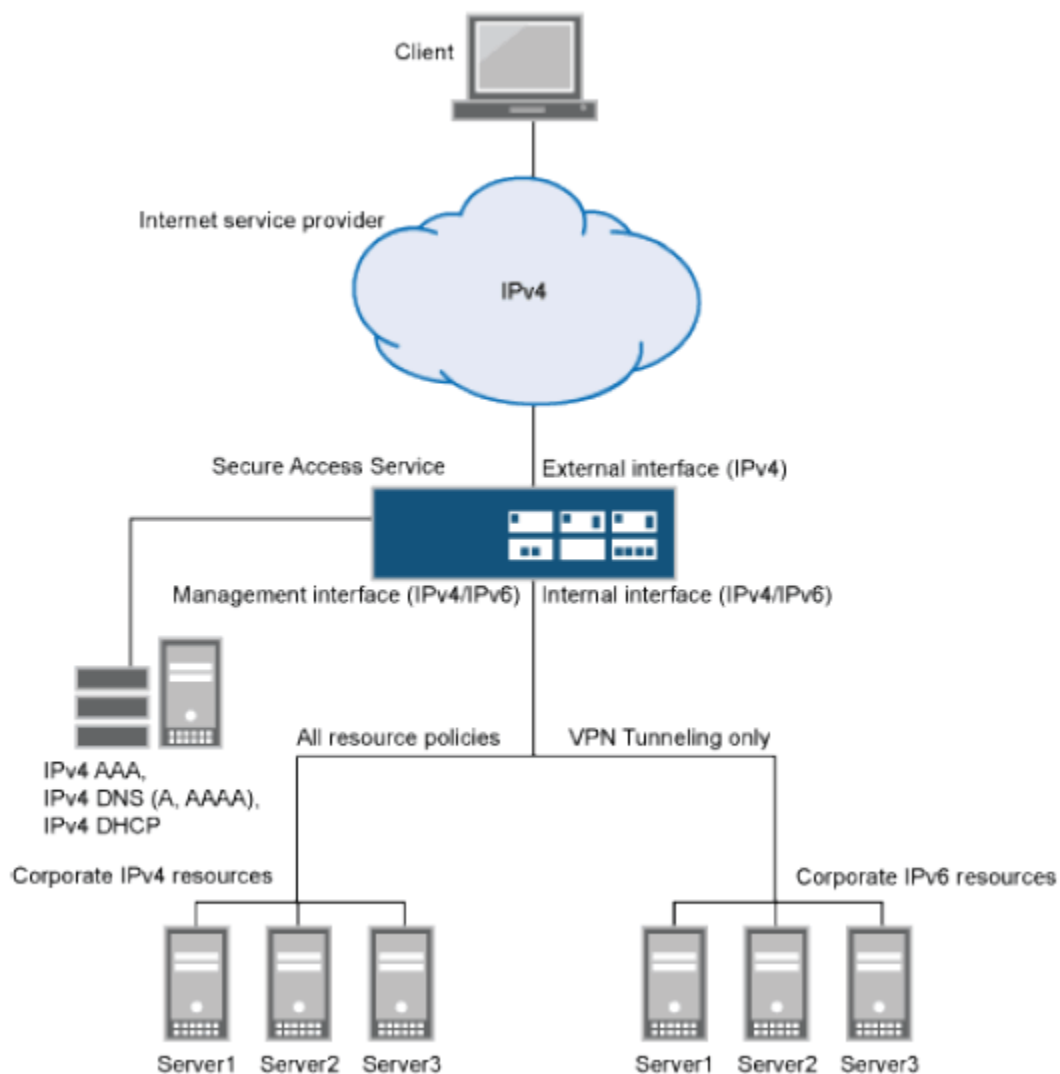 Client
Internet service provider
IPv4
Secure Access Service
External interface (IPv4)
Management interface (IPv4/IPv6)
Internal interface (IPv4/IPv6)
All resource policies
VPN Tunneling only
IPv4 AAA,
IPv4 DNS (A, AAAA),
IPv4 DHCP
Corporate IPv4 resources
Corporate IPv6 resources
Server1
Server2
Server3
Server1
Server2
Server3